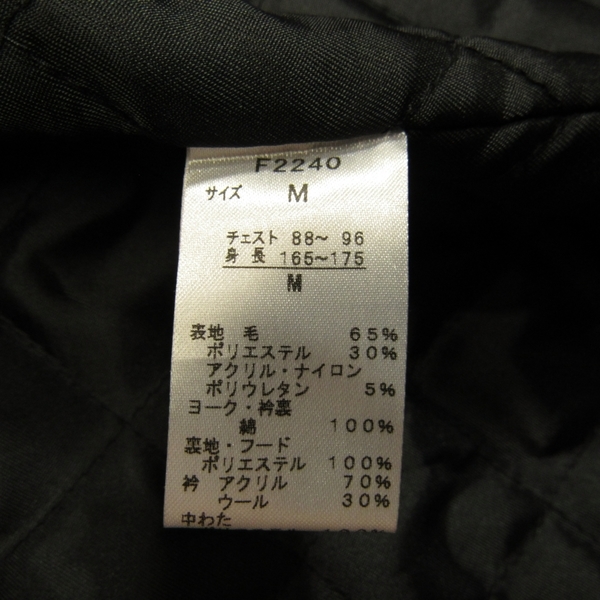 F2240
サイズ M
チェスト 88~ 96
身長 165~175
M
表地 毛 65%
ポリエステル 30%
アクリル・ナイロン
ポリウレタン 5%
ヨーク・衿裏
綿 100%
裏地・フード
ポリエステル 100%
衿 アクリル 70%
ウール 30%
中わた